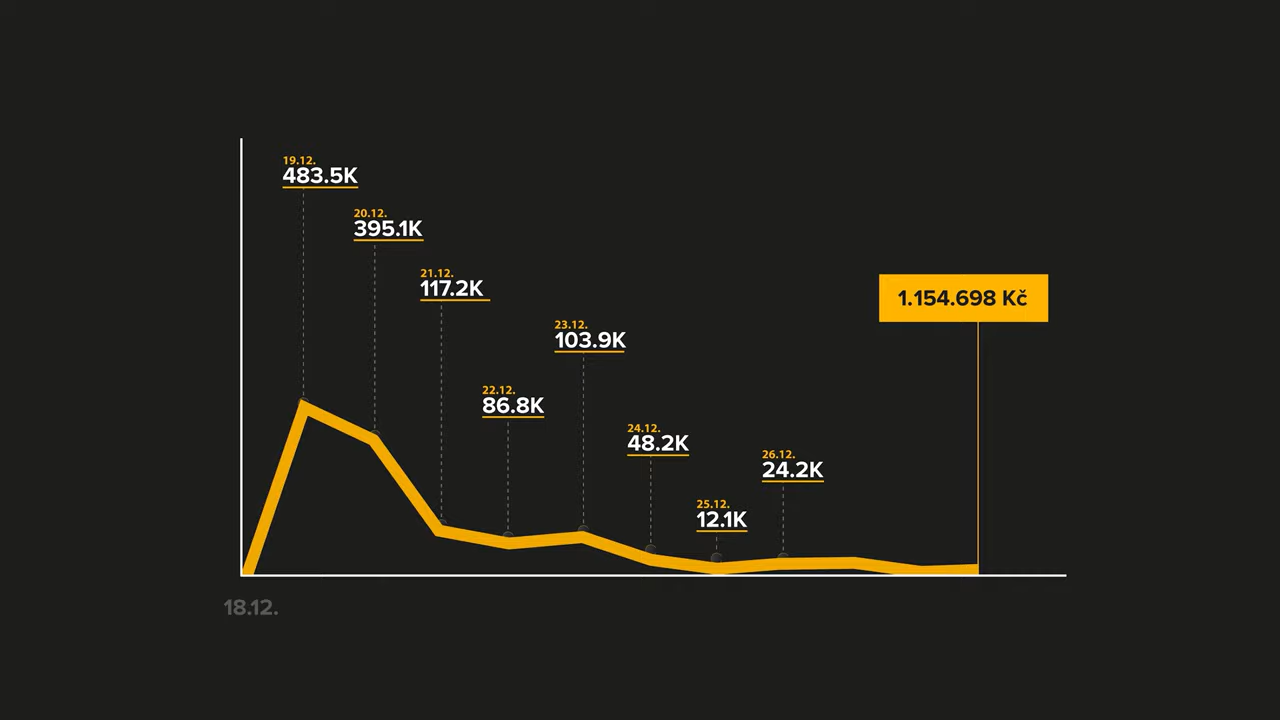 19.12.
483.5K
20.12.
395.1K
21.12.
117.2K
22.12.
86.8K
23.12.
103.9K
24.12.
48.2K
25.12.
12.1K
26.12.
24.2K
1.154.698 Kč
18.12.